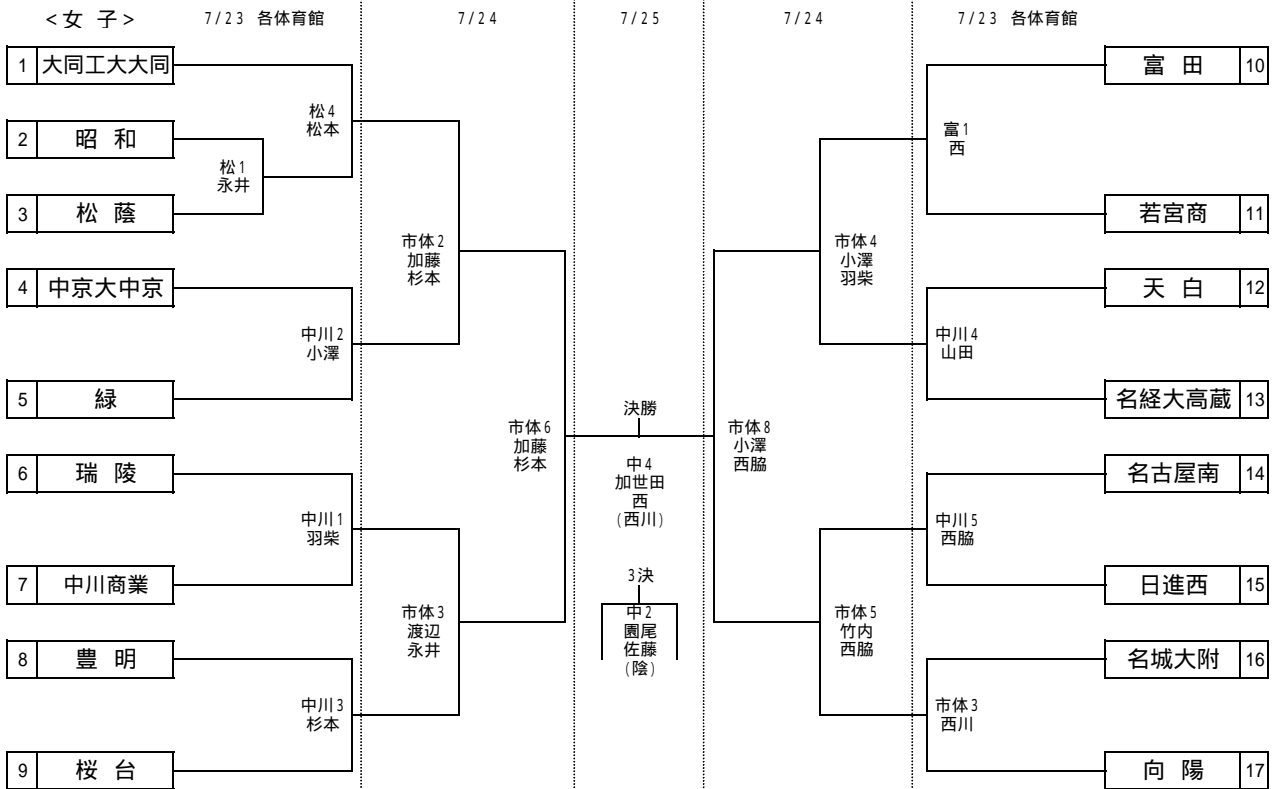 <女 子>
7/23 各体育館
7/24
7/25
7/24
7/23 各体育館
1 大同工大大同
2 昭 和
3 松 蔭
4 中京大中京
5 緑
6 瑞 陵
7 中川商業
8 豊 明
9 桜 台
松1
永井
松4
松本
中川2
小澤
中川1
羽柴
中川3
杉本
市体2
加藤
杉本
市体3
渡辺
永井
市体6
加藤
杉本
決勝
中4
加世田
西
(西川)
3決
中2
園尾
佐藤
(陰)
市体8
小澤
西脇
市体4
小澤
羽柴
市体5
竹内
西脇
富1
西
中川4
山田
中川5
西脇
市体3
西川
富 田 10
若宮商 11
天 白 12
名経大高蔵 13
名古屋南 14
日進西 15
名城大附 16
向 陽 17